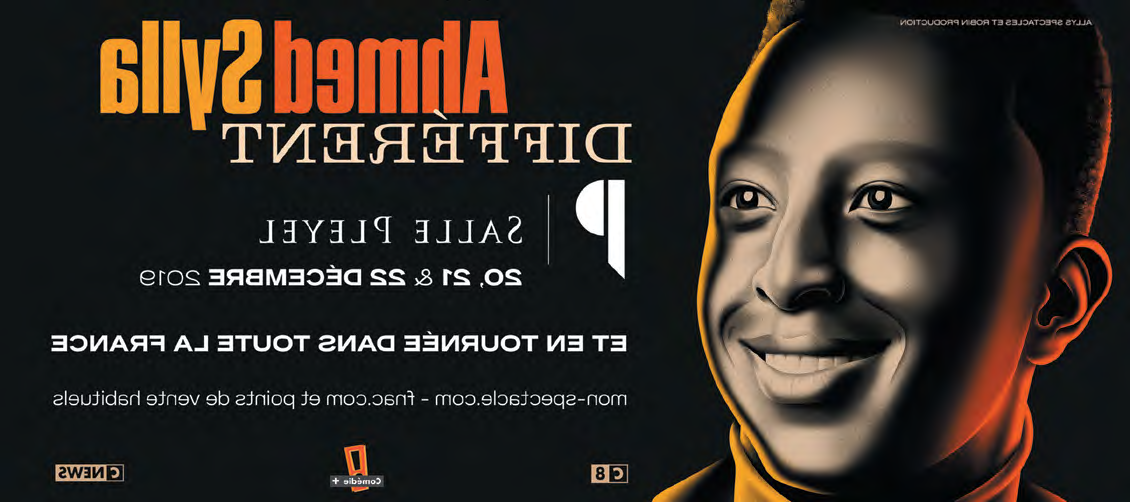 ALLYS SPECTACLES ET ROBIN PRODUCTION
Ahmed Sylla
DIFFÉRENT
SALLE PLEYEL
20, 21 & 22 DÉCEMBRE 2019
ET EN TOURNÉE DANS TOUTE LA FRANCE
mon-spectacle.com - fnac.com et points de vente habituels
C8
Comédie +
CNEWS